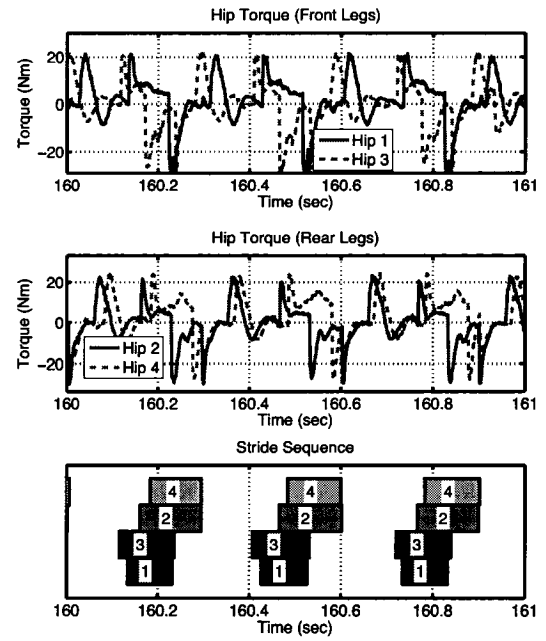 Hip Torque (Front Legs)
Torque (Nm)
20
0
−20
Hip 1
Hip 3
160 160.2 160.4 160.6 160.8 161
Time (sec)
Hip Torque (Rear Legs)
Torque (Nm)
20
0
−20
Hip 2
Hip 4
160 160.2 160.4 160.6 160.8 161
Time (sec)
Stride Sequence
4 4 4
2 2 2
3 3 3
1 1 1
160 160.2 160.4 160.6 160.8 161
Time (sec)